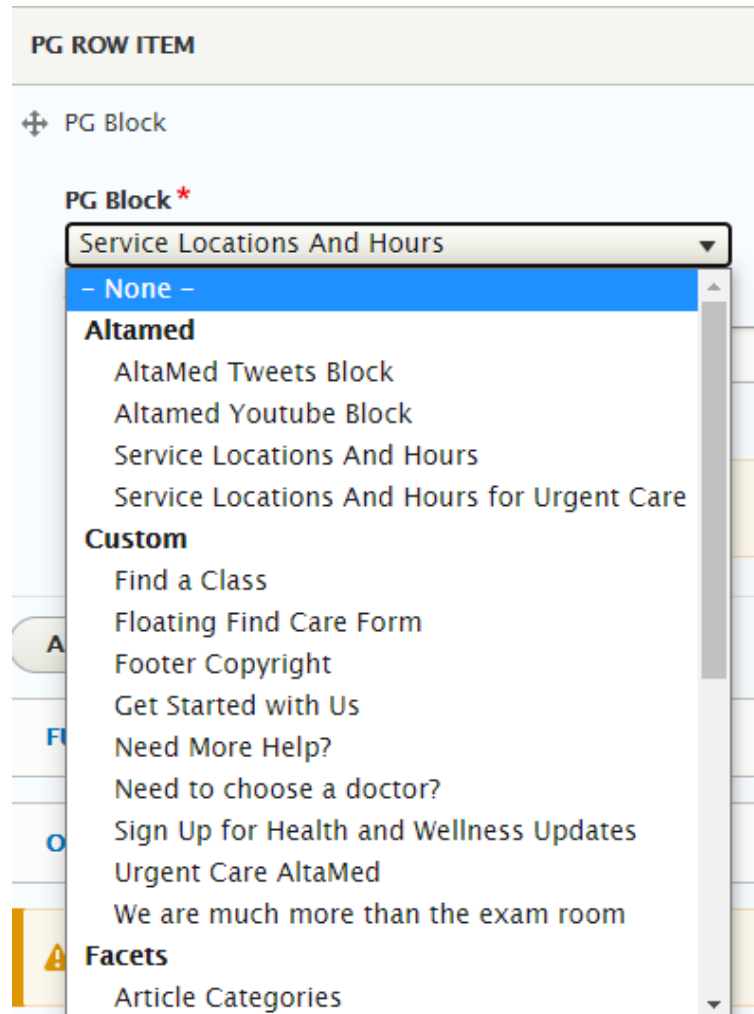 PG ROW ITEM
PG Block
PG Block *
Service Locations And Hours
– None –
Altamed
AltaMed Tweets Block
Altamed Youtube Block
Service Locations And Hours
Service Locations And Hours for Urgent Care
Custom
Find a Class
Floating Find Care Form
Footer Copyright
Get Started with Us
Need More Help?
Need to choose a doctor?
Sign Up for Health and Wellness Updates
Urgent Care AltaMed
We are much more than the exam room
Facets
Article Categories